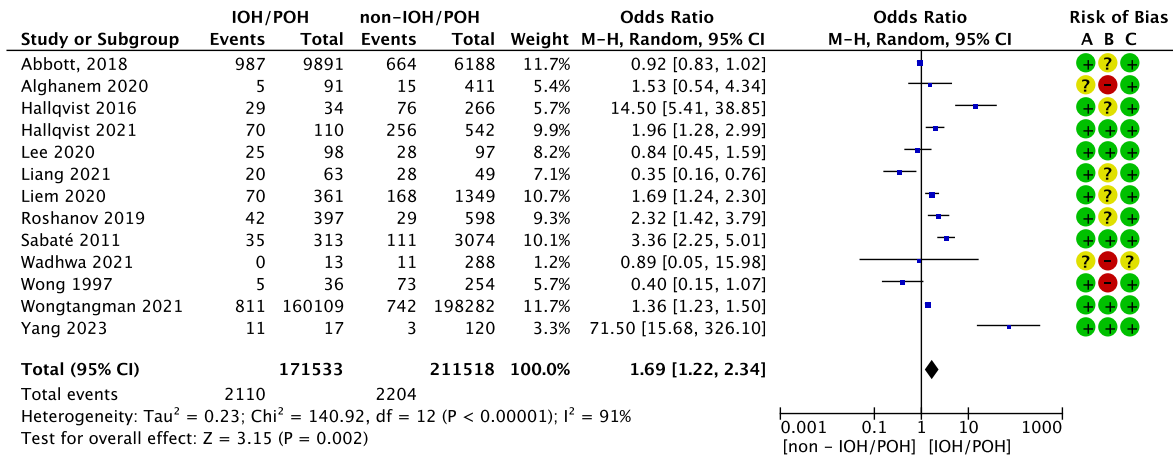 IOH/POH non-IOH/POH Odds Ratio Odds Ratio Risk of Bias
Study or Subgroup Events Total Events Total Weight M-H, Random, 95% CI M-H, Random, 95% CI A B C
Abbott, 2018 987 9891 664 6188 11.7% 0.92 [0.83, 1.02] + ? +
Alghanem 2020 5 91 15 411 5.4% 1.53 [0.54, 4.34] ? − +
Hallqvist 2016 29 34 76 266 5.7% 14.50 [5.41, 38.85] + ? +
Hallqvist 2021 70 110 256 542 9.9% 1.96 [1.28, 2.99] + + +
Lee 2020 25 98 28 97 8.2% 0.84 [0.45, 1.59] + + +
Liang 2021 20 63 28 49 7.1% 0.35 [0.16, 0.76] + ? +
Liem 2020 70 361 168 1349 10.7% 1.69 [1.24, 2.30] + ? +
Roshanov 2019 42 397 29 598 9.3% 2.32 [1.42, 3.79] + ? +
Sabaté 2011 35 313 111 3074 10.1% 3.36 [2.25, 5.01] + + +
Wadhwa 2021 0 13 11 288 1.2% 0.89 [0.05, 15.98] ? − ?
Wong 1997 5 36 73 254 5.7% 0.40 [0.15, 1.07] + − +
Wongtangman 2021 811 160109 742 198282 11.7% 1.36 [1.23, 1.50] + + +
Yang 2023 11 17 3 120 3.3% 71.50 [15.68, 326.10] + + +
Total (95% CI) 171533 211518 100.0% 1.69 [1.22, 2.34]
Total events 2110 2204
Heterogeneity: Tau² = 0.23; Chi² = 140.92, df = 12 (P < 0.00001); I² = 91%
Test for overall effect: Z = 3.15 (P = 0.002)
0.001 0.1 1 10 1000
[non - IOH/POH] [IOH/POH]